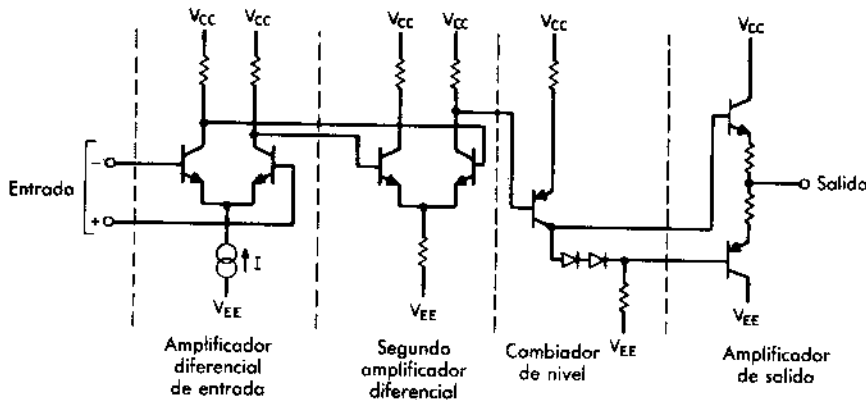 VCC VCC VCC VCC VCC VCC
Entrada
−
+
I
Salida
VEE VEE VEE VEE
Amplificador
diferencial
de entrada
Segundo
amplificador
diferencial
Cambiador
de nivel
Amplificador
de salida